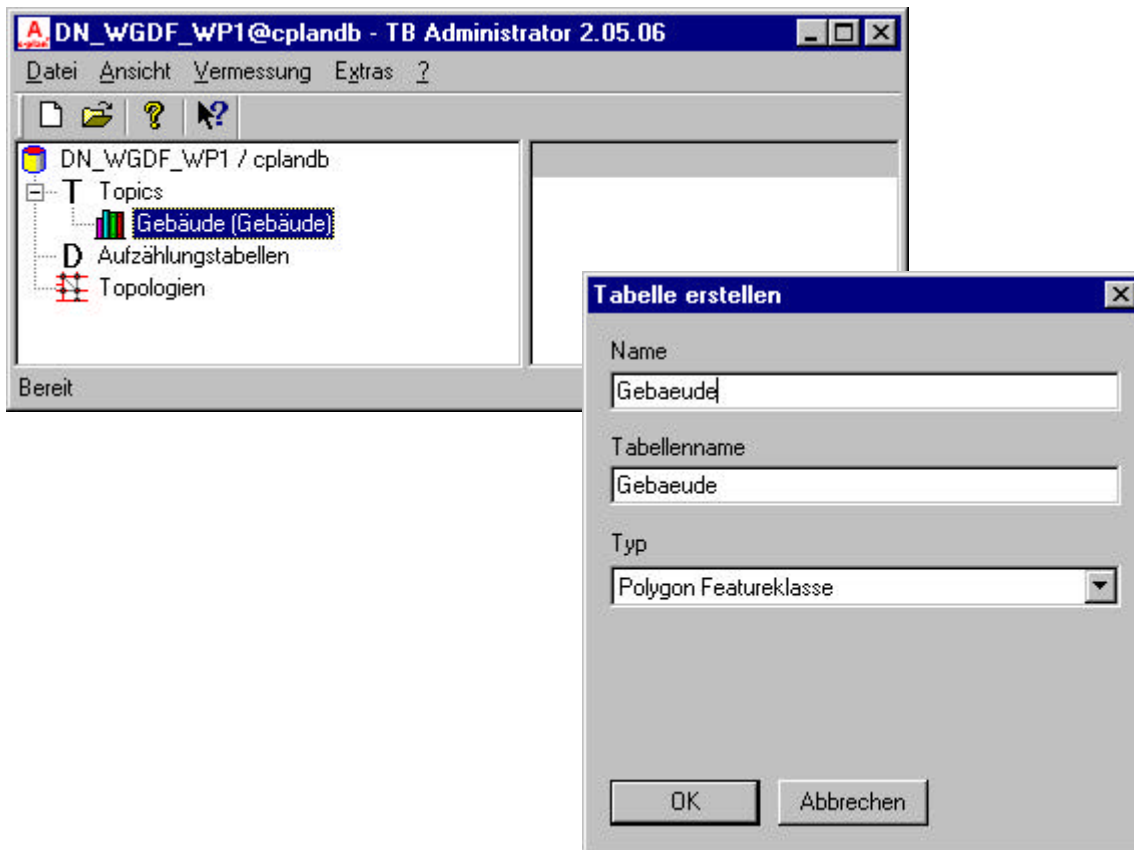 DN_WGDF_WP1@cplandb - TB Administrator 2.05.06
Datei Ansicht Vermessung Extras ?
DN_WGDF_WP1 / cplandb
T Topics
Gebäude (Gebäude)
D Aufzählungstabellen
Topologien
Bereit
Tabelle erstellen
Name
Gebaeude
Tabellenname
Gebaeude
Typ
Polygon Featureklasse
OK Abbrechen